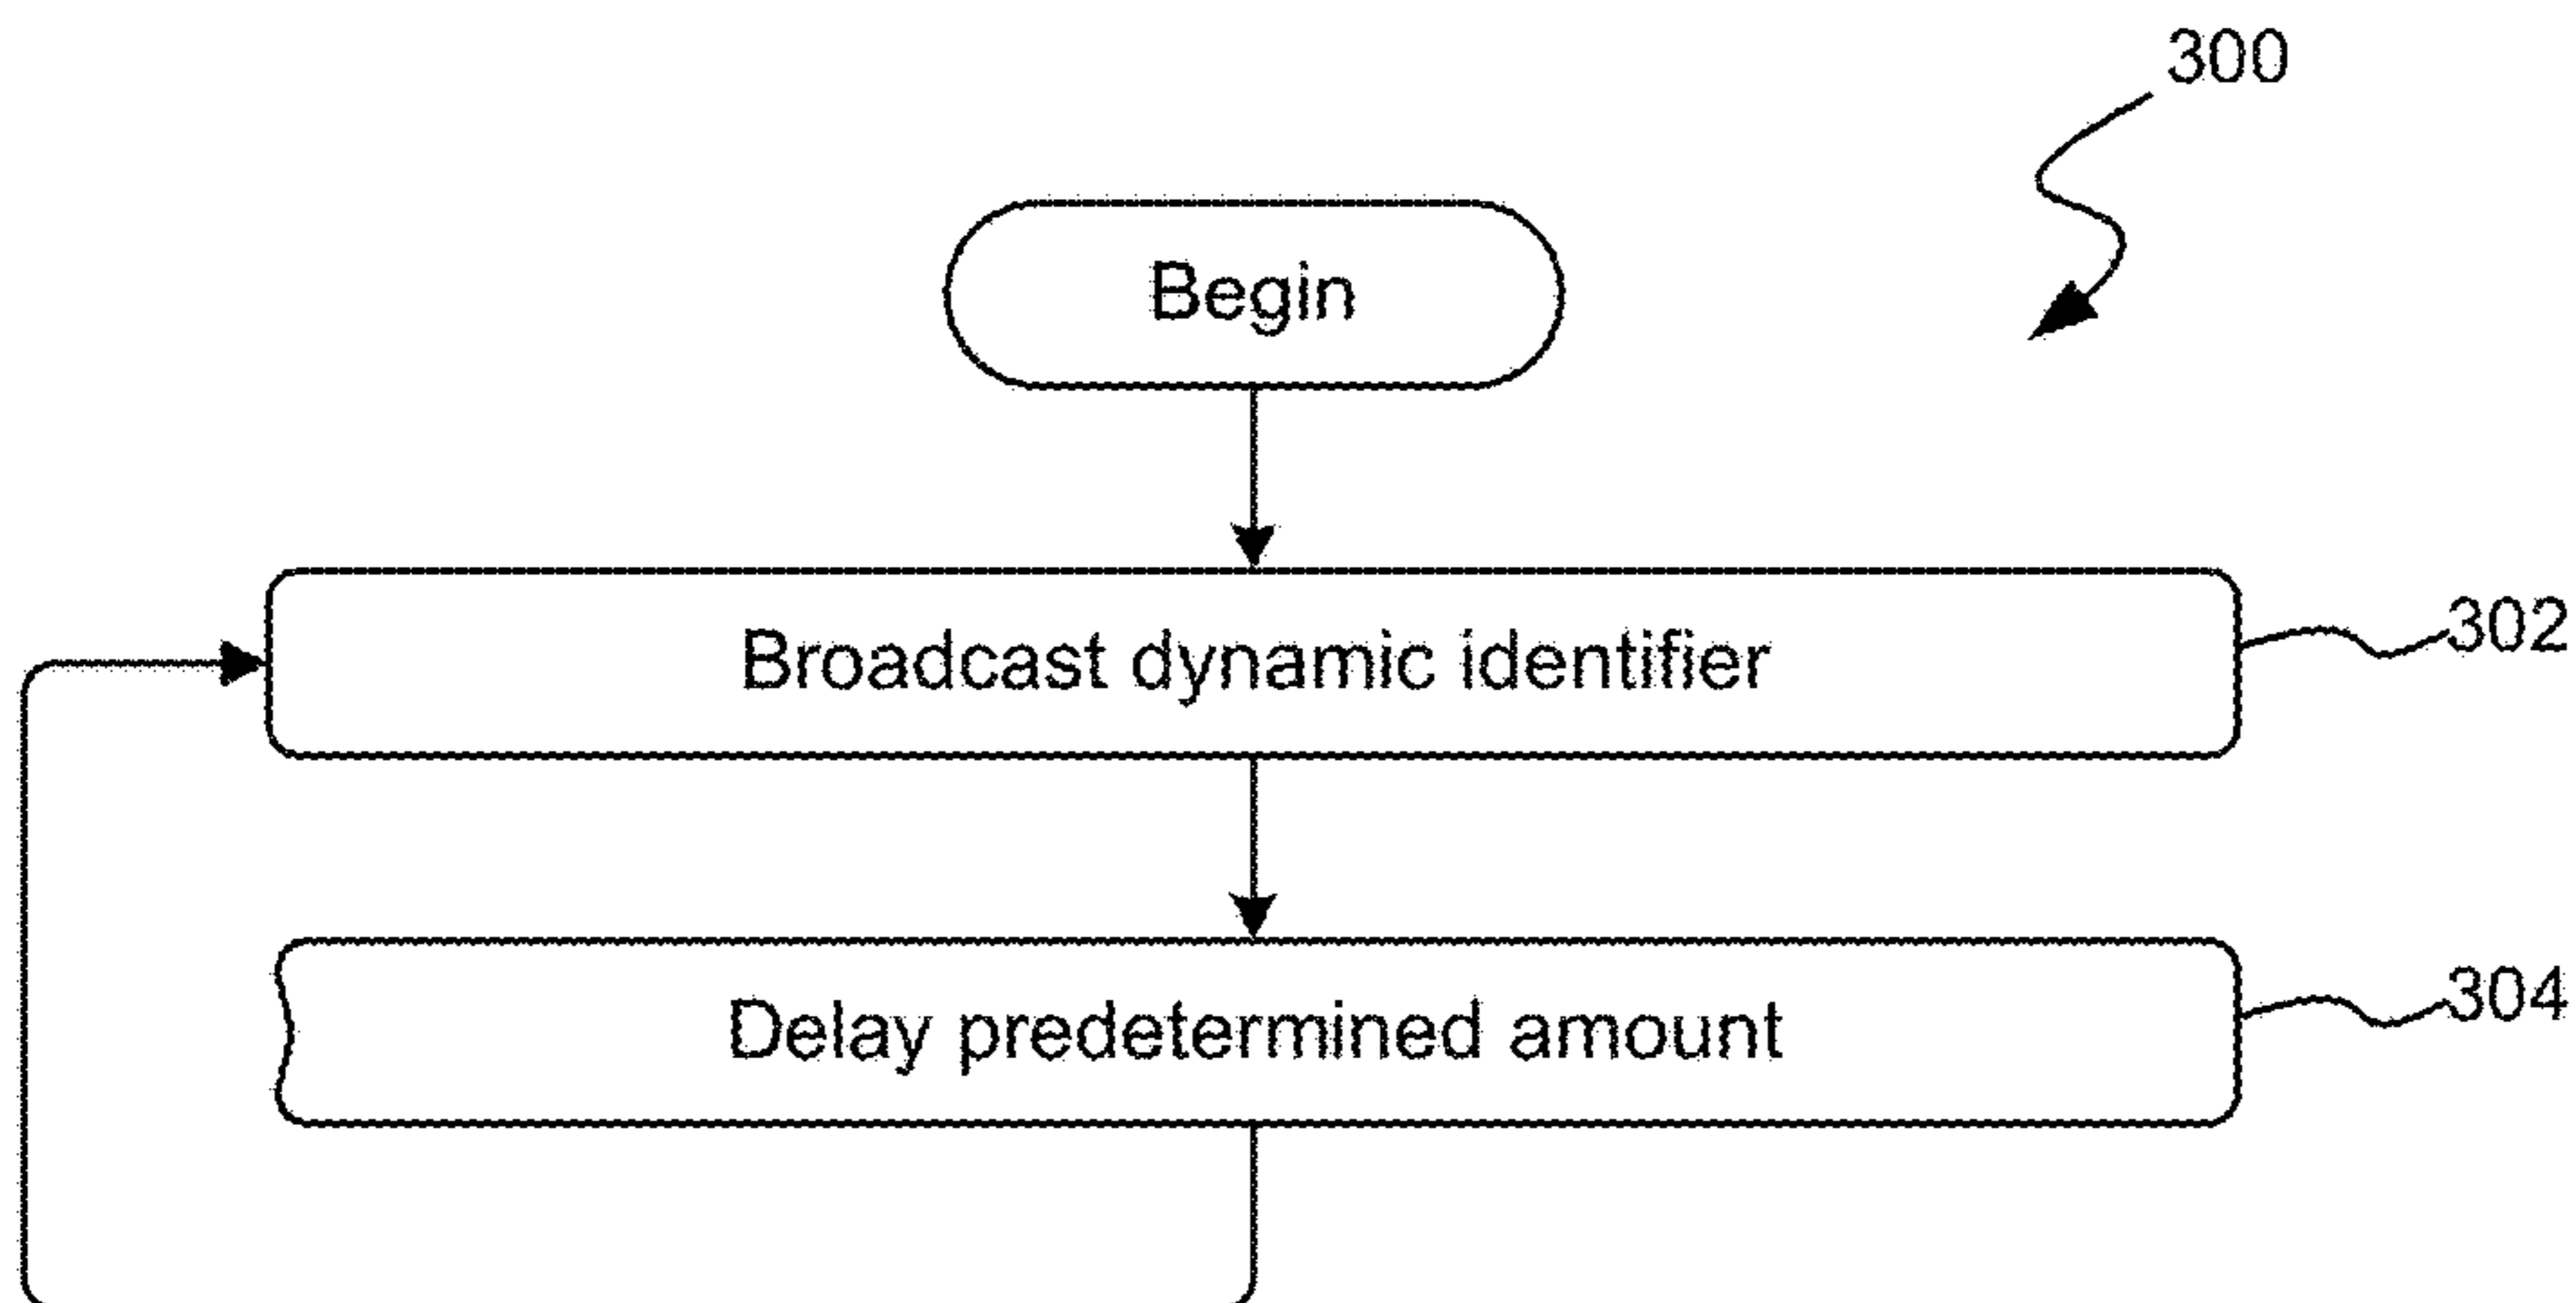 300
Begin
Broadcast dynamic identifier
302
Delay predetermined amount
304